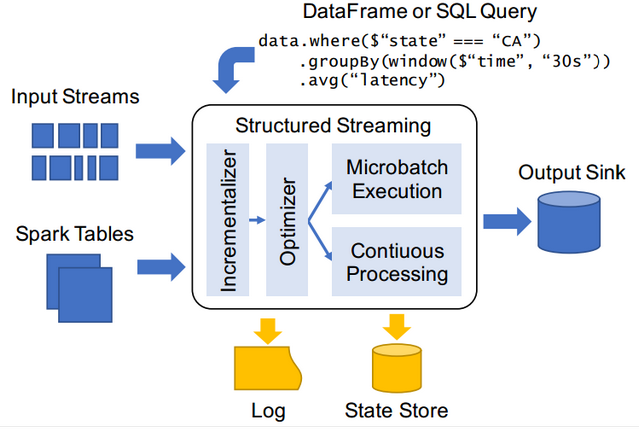 DataFrame or SQL Query
data.where($“state” === “CA”)
.groupBy(window($“time”, “30s”))
.avg(“latency”)
Input Streams
Structured Streaming
Incrementalizer
Optimizer
Microbatch
Execution
Contiuous
Processing
Output Sink
Spark Tables
Log
State Store